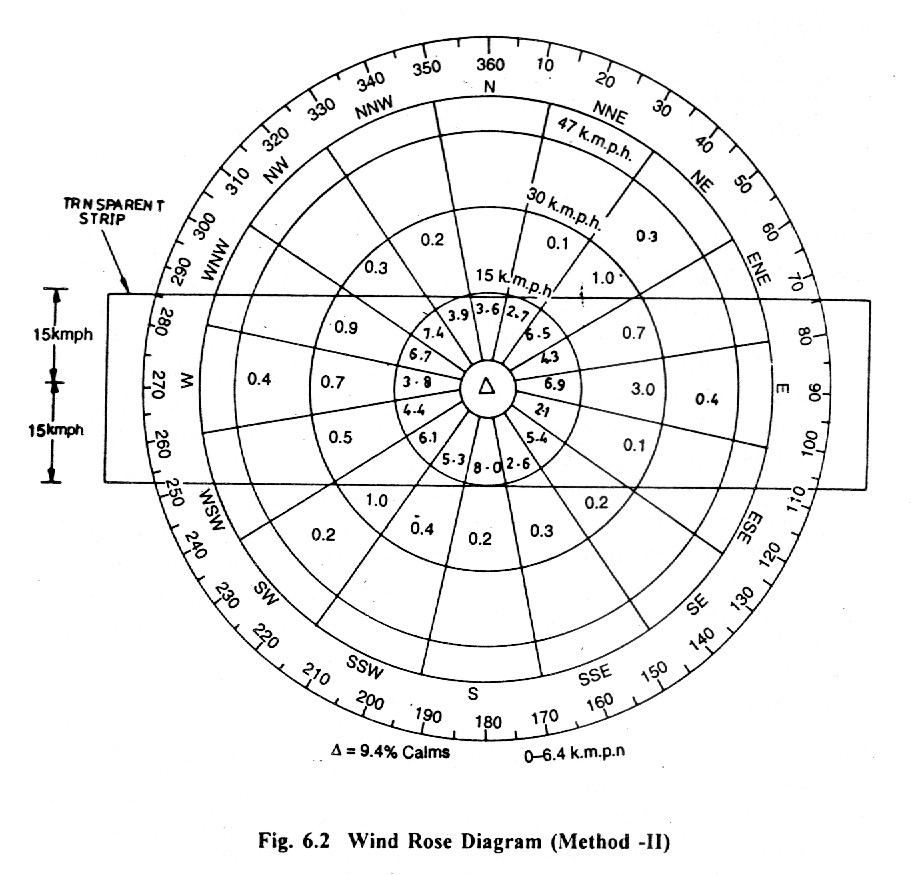 360
10
20
30
40
50
60
70
80
90
100
110
120
130
140
150
160
170
180
190
200
210
220
230
240
250
260
270
280
290
300
310
320
330
340
350
N
NNE
NE
ENE
E
ESE
SE
SSE
S
SSW
SW
WSW
W
WNW
NW
NNW
47 k.m.p.h.
30 k.m.p.h.
15 k.m.p.h
TRNSPARENT
STRIP
15kmph
15kmph
0.3
0.2 0.1
0.3 1.0
0.9 0.7
3.9 3.6 2.7
7.4 6.5
6.7 4.3
0.4 0.7 3.8 Δ 6.9 3.0 0.4
4.4 2.1
0.5 6.1 5.4 0.1
5.3 8.0 2.6
1.0 0.2
0.2 0.4 0.2 0.3
Δ = 9.4% Calms 0–6.4 k.m.p.n
Fig. 6.2 Wind Rose Diagram (Method -II)